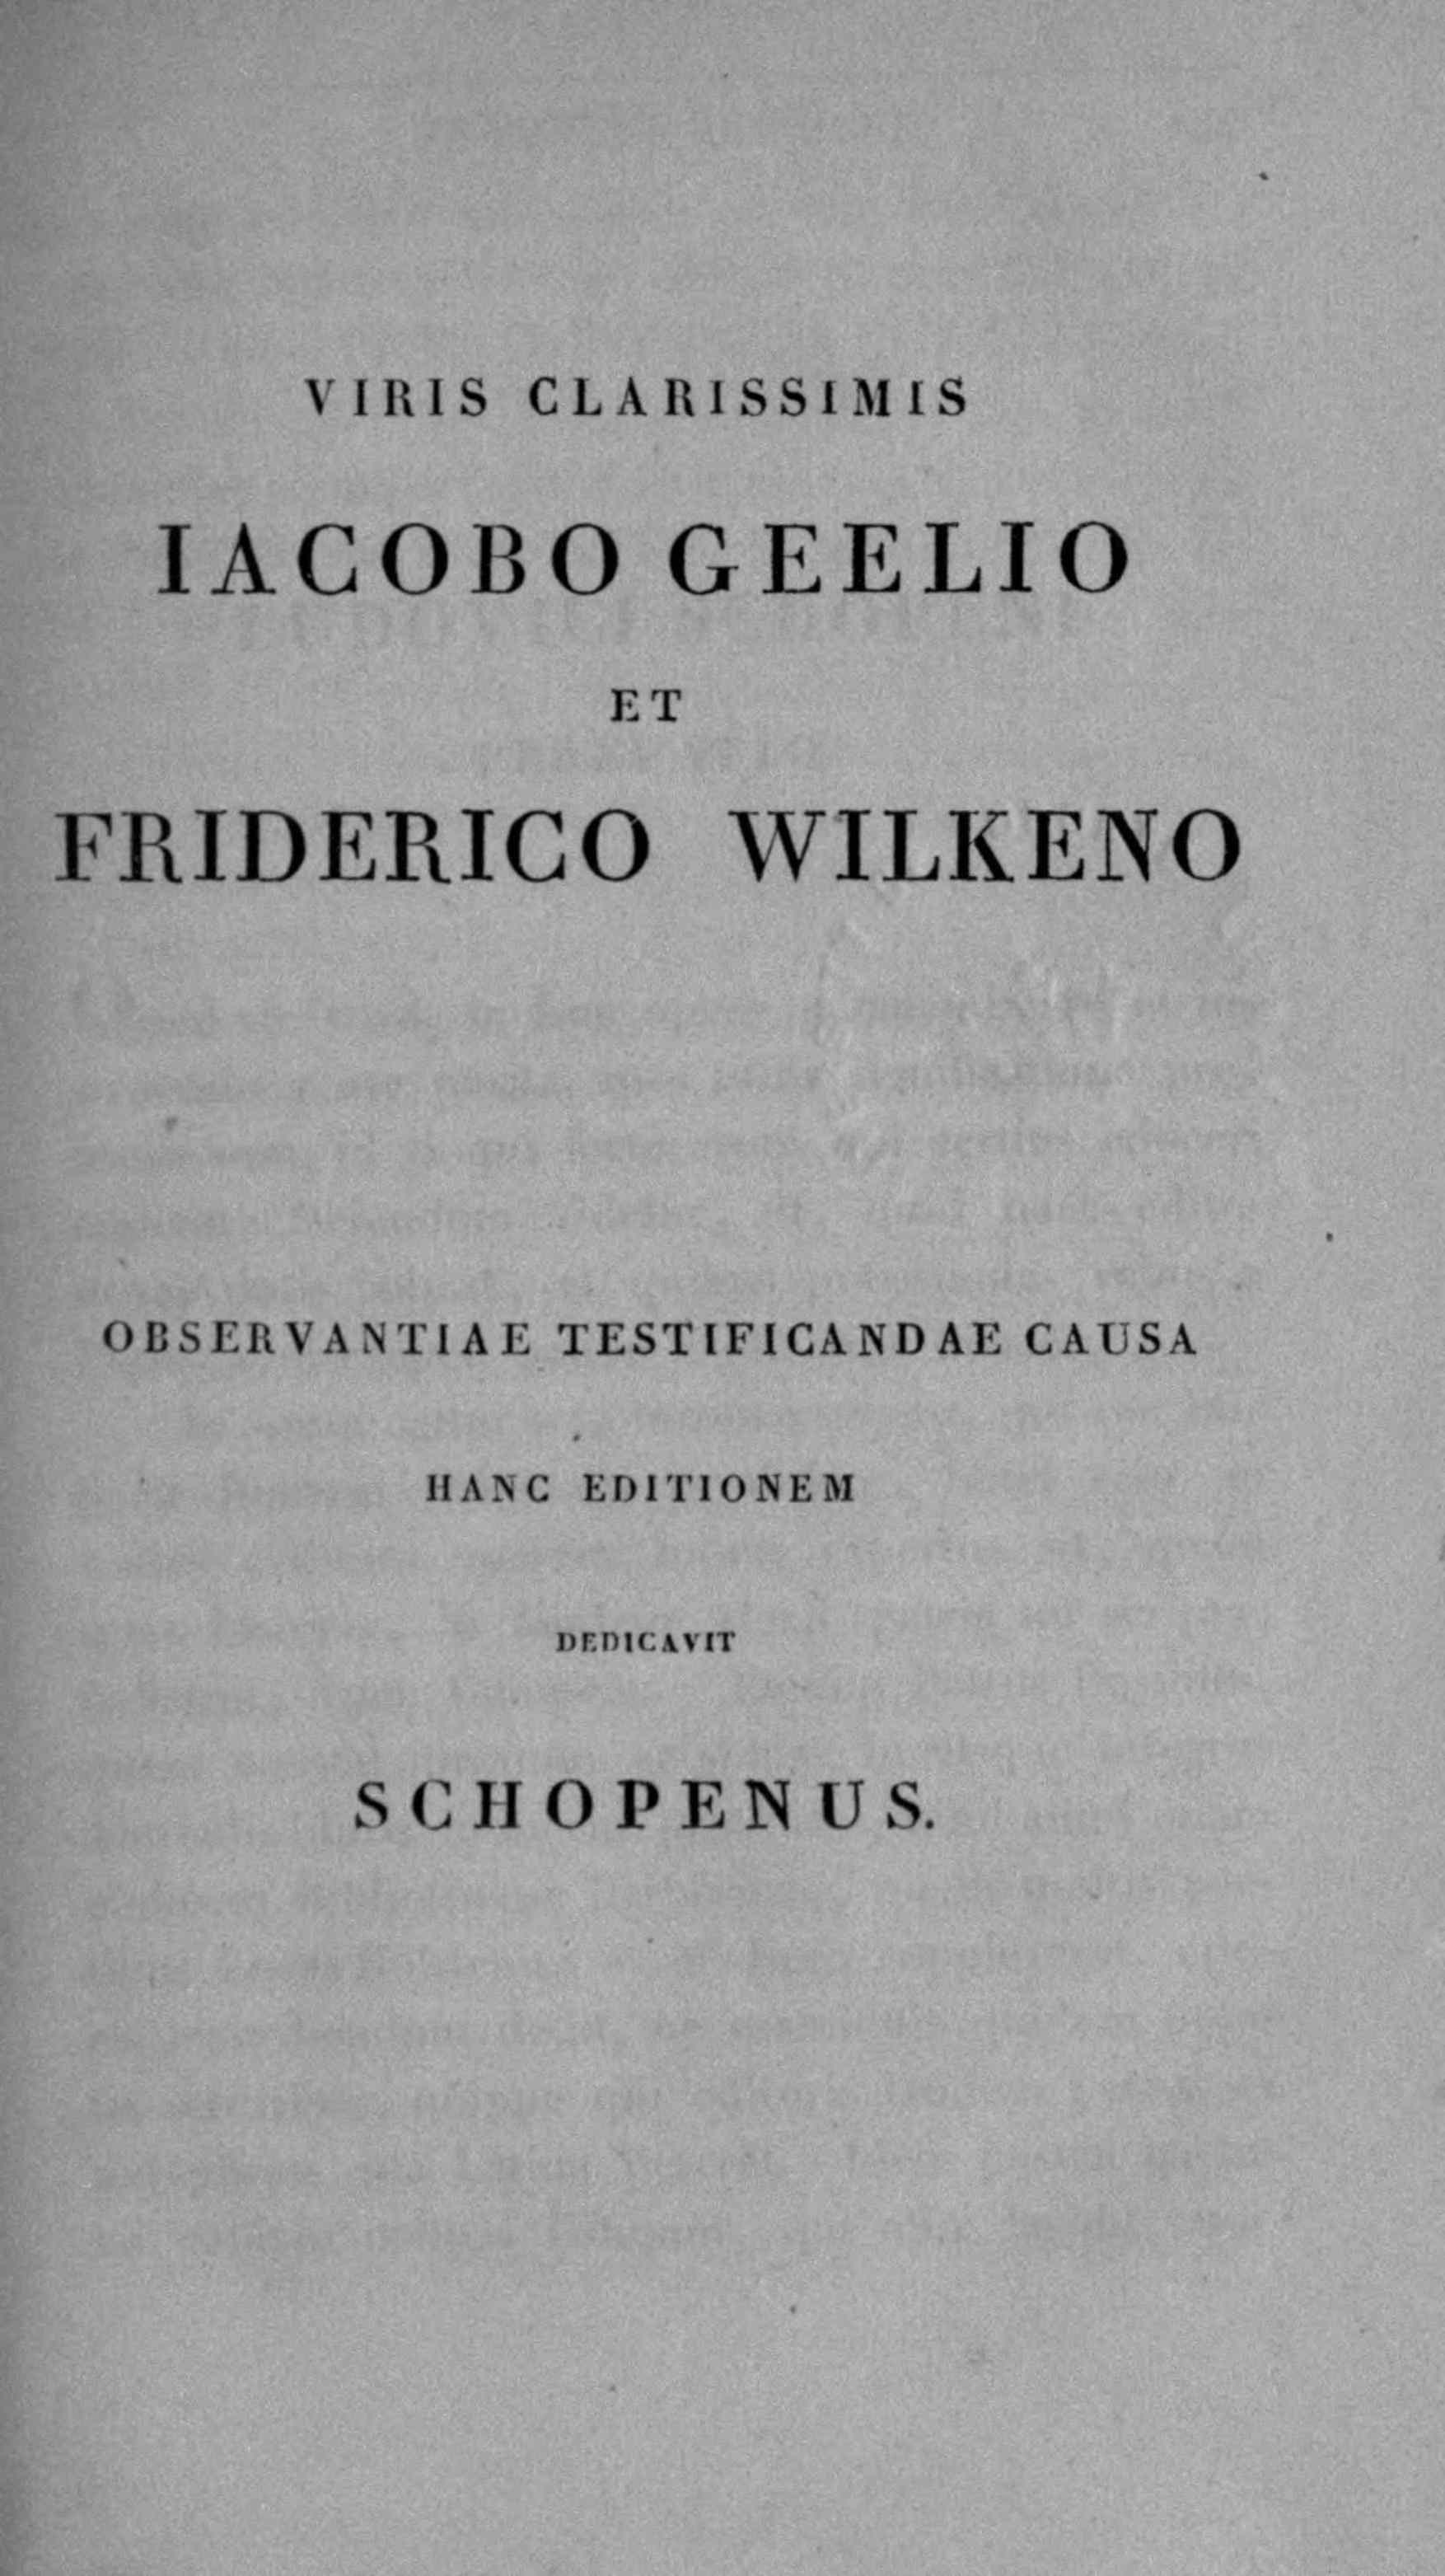 VIRIS CLARISSIMIS
IACOBO GEELIO
ET
FRIDERICO WILKENO
OBSERVANTIAE TESTIFICANDAE CAUSA
HANC EDITIONEM
DEDICAVIT
SCHOPENUS.